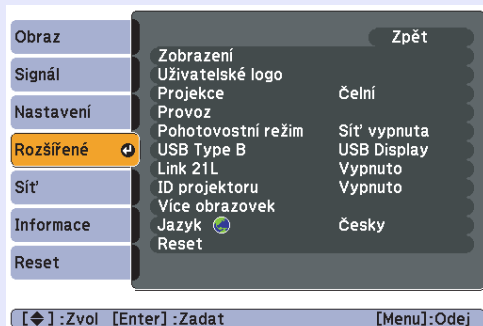 Obraz
Signál
Nastavení
Rozšířené
Síť
Informace
Reset
Zpět
Zobrazení
Uživatelské logo
Projekce Čelní
Provoz
Pohotovostní režim Síť vypnuta
USB Type B USB Display
Link 21L Vypnuto
ID projektoru Vypnuto
Více obrazovek
Jazyk Česky
Reset
[◆] :Zvol [Enter] :Zadat [Menu]:Odej